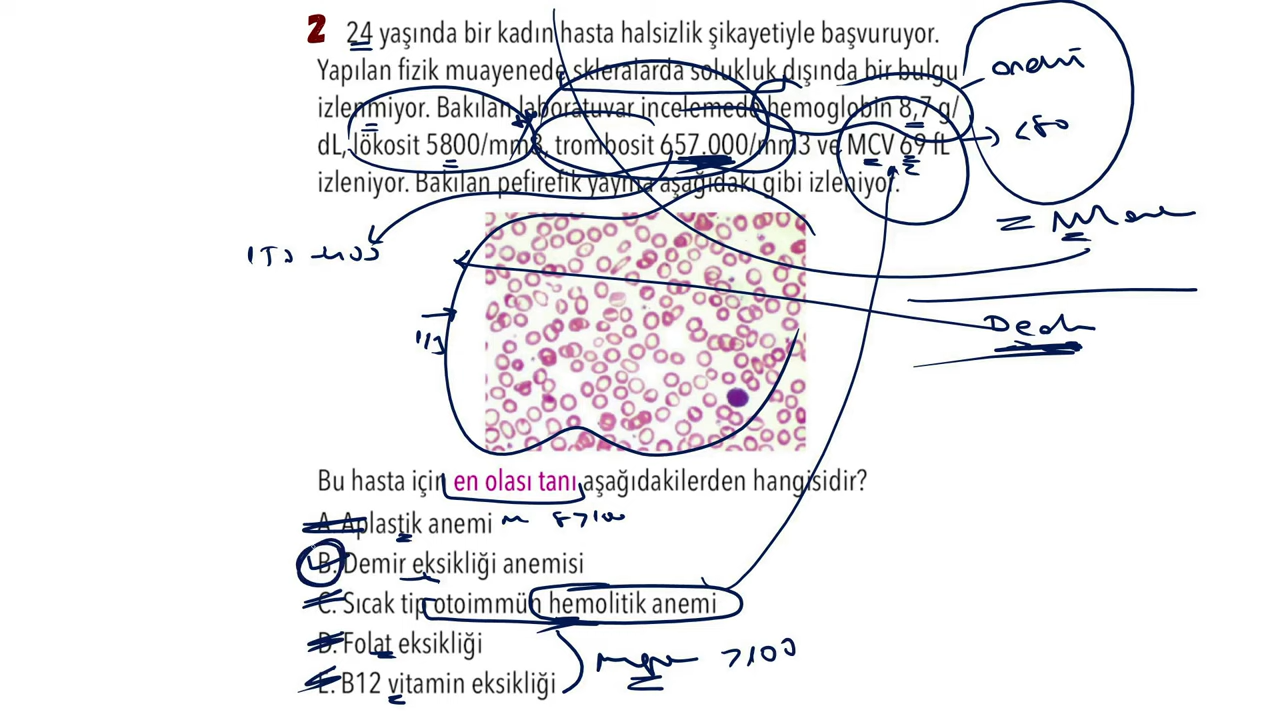 2 24 yaşında bir kadın hasta halsizlik şikayetiyle başvuruyor.
Yapılan fizik muayenede skleralarda solukluk dışında bir bulgu
izlenmiyor. Bakılan laboratuvar incelemede hemoglobin 8,7 g/
dL, lökosit 5800/mm3, trombosit 657.000/mm3 ve MCV 69 fL
izleniyor. Bakılan pefirefik yayma aşağıdaki gibi izleniyor.
<80
Bu hasta için en olası tanı aşağıdakilerden hangisidir?
A. Aplastik anemi
B. Demir eksikliği anemisi
C. Sıcak tip otoimmün hemolitik anemi
D. Folat eksikliği
>100
E. B12 vitamin eksikliği